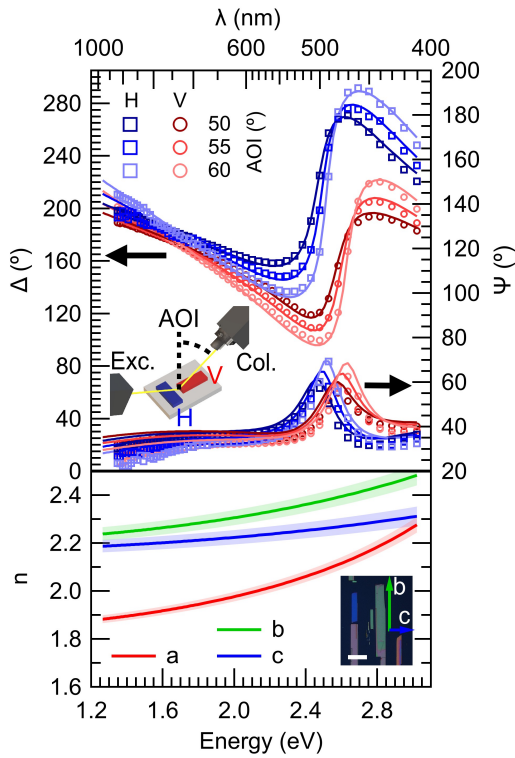 λ (nm)
1000 600 500 400
H V
50
55
60
AOI (º)
280
240
200
160
120
80
40
0
Δ (º)
200
180
160
140
120
100
80
60
40
20
Ψ (º)
AOI
Exc. Col.
V
H
2.4
2.2
2.0
1.8
1.6
n
b
c
b
a c
1.2 1.6 2.0 2.4 2.8
Energy (eV)